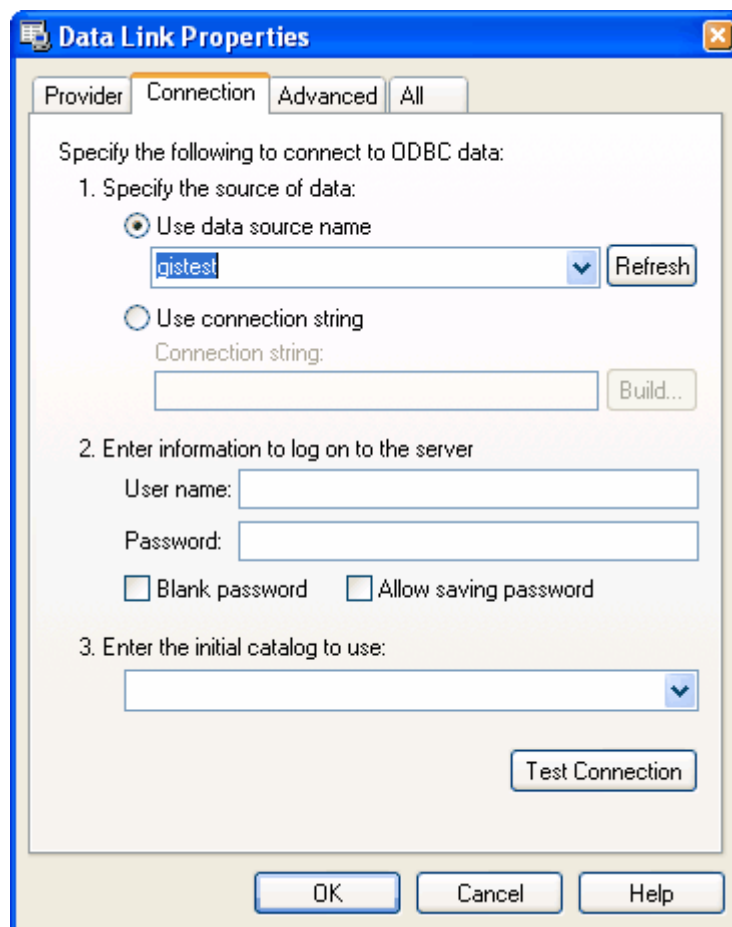 Data Link Properties
Provider Connection Advanced All
Specify the following to connect to ODBC data:
1. Specify the source of data:
Use data source name
gistest Refresh
Use connection string
Connection string:
Build...
2. Enter information to log on to the server
User name:
Password:
Blank password Allow saving password
3. Enter the initial catalog to use:
Test Connection
OK Cancel Help